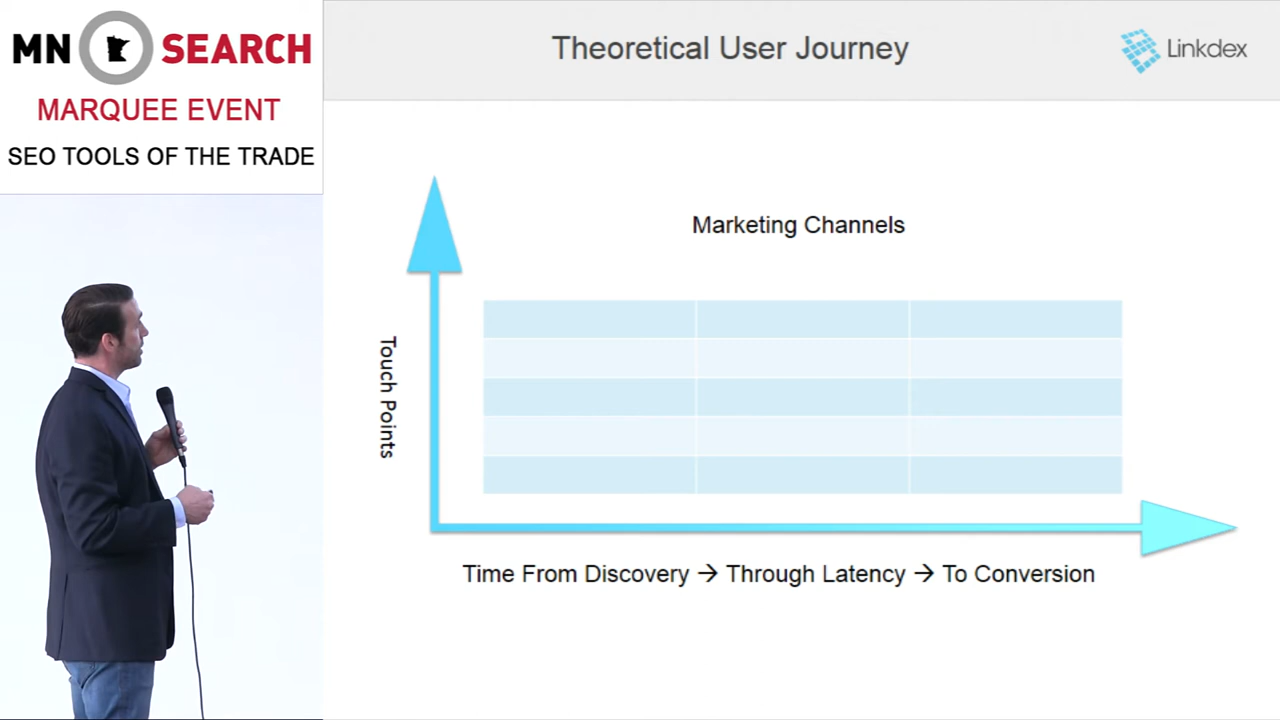 MN SEARCH
MARQUEE EVENT
SEO TOOLS OF THE TRADE
Theoretical User Journey
Linkdex
Marketing Channels
Touch Points
Time From Discovery → Through Latency → To Conversion